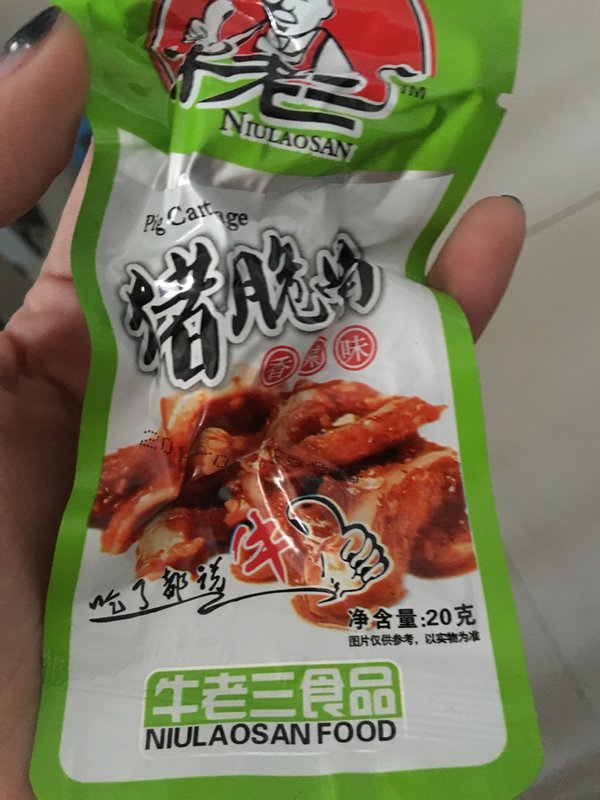 牛老三
TM
NIULAOSAN
Pig Cartilage
猪脆骨
香辣味
吃了都说牛
净含量:20克
图片仅供参考，以实物为准
牛老三食品
NIULAOSAN FOOD